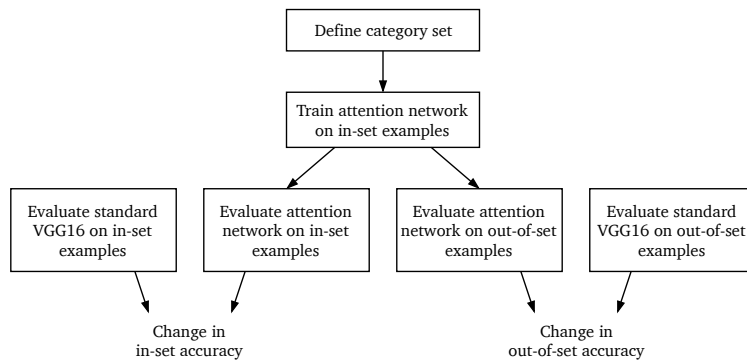 Define category set
Train attention network
on in-set examples
Evaluate standard
VGG16 on in-set
examples
Evaluate attention
network on in-set
examples
Evaluate attention
network on out-of-set
examples
Evaluate standard
VGG16 on out-of-set
examples
Change in
in-set accuracy
Change in
out-of-set accuracy